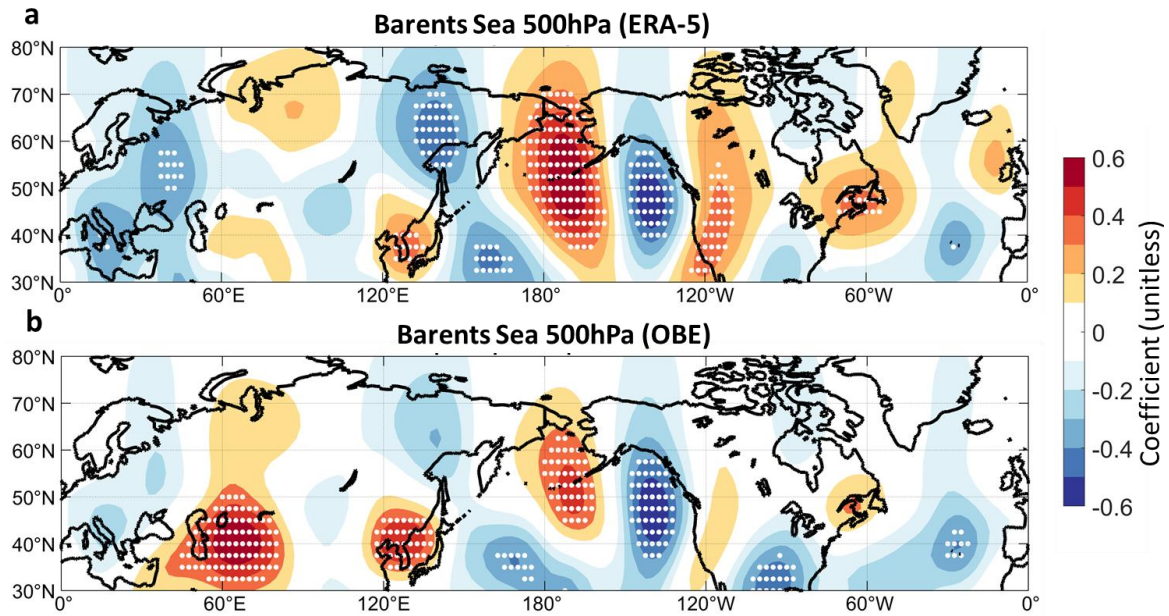 a
Barents Sea 500hPa (ERA-5)
80°N
70°N
60°N
50°N
40°N
30°N
0° 60°E 120°E 180° 120°W 60°W 0°
b
Barents Sea 500hPa (OBE)
80°N
70°N
60°N
50°N
40°N
30°N
0° 60°E 120°E 180° 120°W 60°W 0°
0.6
0.4
0.2
0
-0.2
-0.4
-0.6
Coefficient (unitless)